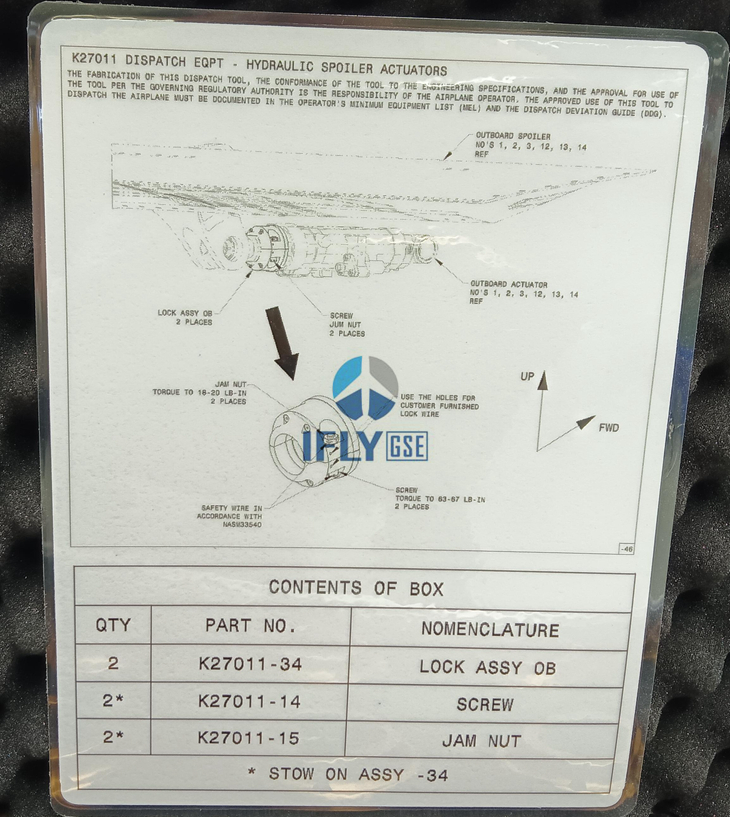 K27011 DISPATCH EQPT - HYDRAULIC SPOILER ACTUATORS
THE FABRICATION OF THIS DISPATCH TOOL, THE CONFORMANCE OF THE TOOL TO THE ENGINEERING SPECIFICATIONS, AND THE APPROVAL FOR USE OF
THE TOOL PER THE GOVERNING REGULATORY AUTHORITY IS THE RESPONSIBILITY OF THE AIRPLANE OPERATOR. THE APPROVED USE OF THIS TOOL TO
DISPATCH THE AIRPLANE MUST BE DOCUMENTED IN THE OPERATOR'S MINIMUM EQUIPMENT LIST (MEL) AND THE DISPATCH DEVIATION GUIDE (DDG).
OUTBOARD SPOILER
NO'S 1, 2, 3, 12, 13, 14
REF
OUTBOARD ACTUATOR
NO'S 1, 2, 3, 12, 13, 14
REF
LOCK ASSY OB
2 PLACES
SCREW
JUM NUT
2 PLACES
JAM NUT
TORQUE TO 18-20 LB-IN
2 PLACES
USE THE HOLES FOR
CUSTOMER FURNISHED
LOCK WIRE
UP
FWD
IFLY GSE
SAFETY WIRE IN
ACCORDANCE WITH
NASM33540
SCREW
TORQUE TO 63-67 LB-IN
2 PLACES
-46
CONTENTS OF BOX
QTY PART NO. NOMENCLATURE
2 K27011-34 LOCK ASSY OB
2* K27011-14 SCREW
2* K27011-15 JAM NUT
* STOW ON ASSY -34